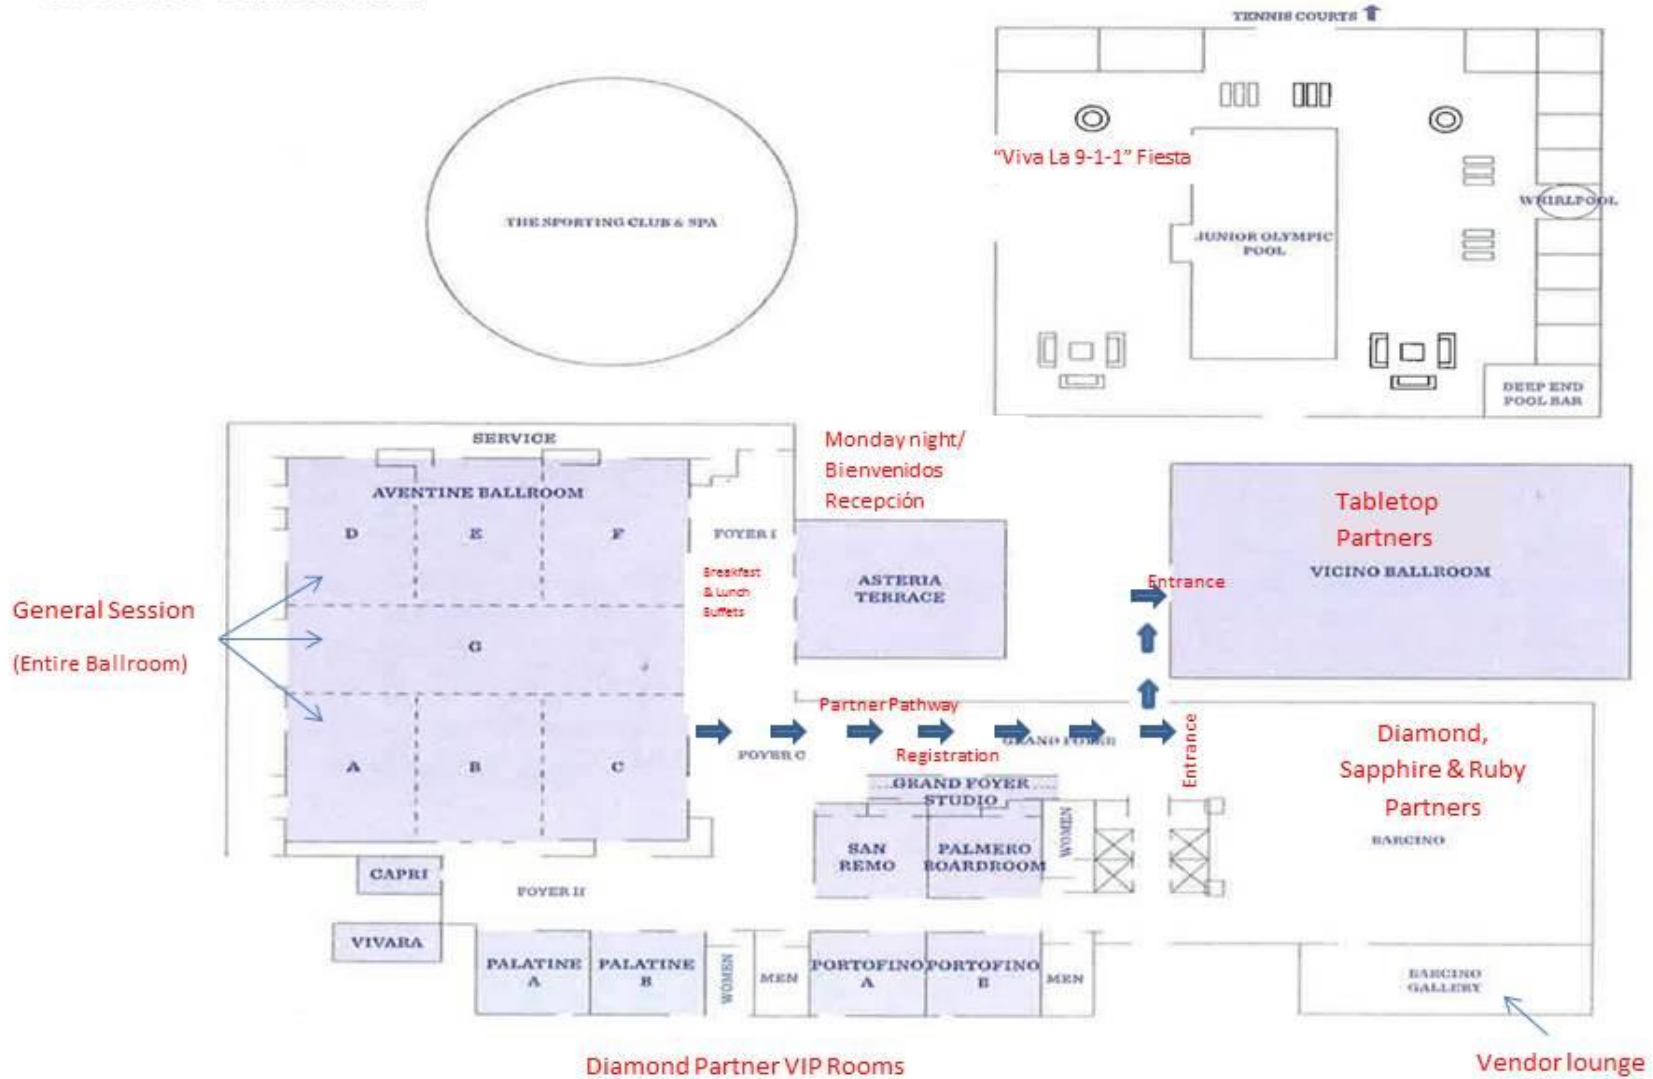 TENNIS COURTS
"Viva La 9-1-1" Fiesta
THE SPORTING CLUB & SPA
WHIRLPOOL
JUNIOR OLYMPIC
POOL
DEEP END
POOL BAR
SERVICE
Monday night/
Bienvenidos
Recepción
AVENTINE BALLROOM
D
E
F
FOYER I
Breakfast
& Lunch
Buffets
ASTERIA
TERRACE
Tabletop
Partners
VICINO BALLROOM
Entrance
General Session
(Entire Ballroom)
G
Partner Pathway
A
B
C
FOYER C
Registration
GRAND FOYER
Entrance
Diamond,
Sapphire & Ruby
Partners
BARCINO
GRAND FOYER
STUDIO
SAN
REMO
PALMERO
BOARDROOM
WOMEN
CAPRI
FOYER II
VIVARA
PALATINE
A
PALATINE
B
WOMEN
MEN
PORTOFINO
A
PORTOFINO
B
MEN
BARCINO
GALLERY
Diamond Partner VIP Rooms
Vendor lounge